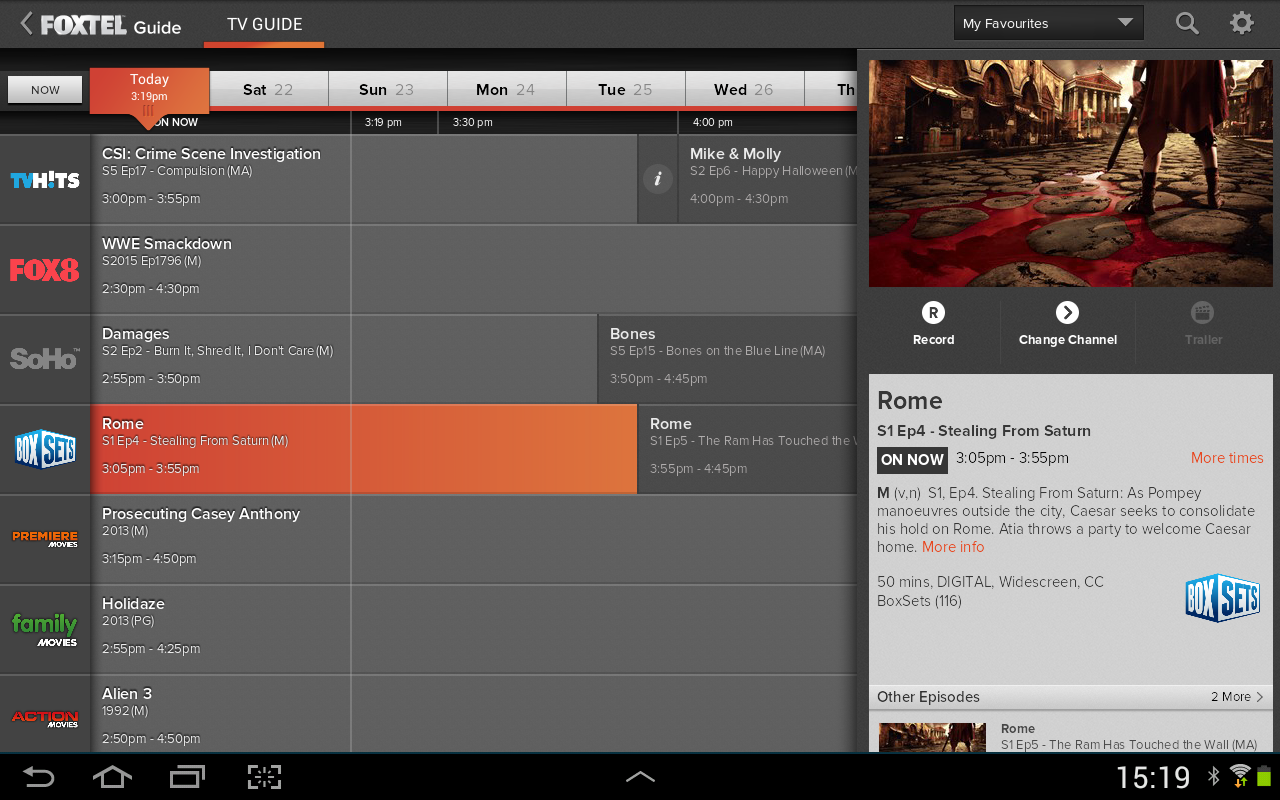 FOXTEL Guide
TV GUIDE
My Favourites
NOW
Today
3:19pm
Sat 22
Sun 23
Mon 24
Tue 25
Wed 26
Th
ON NOW
3:19 pm
3:30 pm
4:00 pm
TVH!TS
CSI: Crime Scene Investigation
S5 Ep17 - Compulsion (MA)
3:00pm - 3:55pm
i
Mike & Molly
S2 Ep6 - Happy Halloween (M
4:00pm - 4:30pm
FOX8
WWE Smackdown
S2015 Ep1796 (M)
2:30pm - 4:30pm
SoHo™
Damages
S2 Ep2 - Burn It, Shred It, I Don't Care (M)
2:55pm - 3:50pm
Bones
S5 Ep15 - Bones on the Blue Line (MA)
3:50pm - 4:45pm
BOX SETS
Rome
S1 Ep4 - Stealing From Saturn (M)
3:05pm - 3:55pm
Rome
S1 Ep5 - The Ram Has Touched the
3:55pm - 4:45pm
PREMIERE
MOVIES
Prosecuting Casey Anthony
2013 (M)
3:15pm - 4:50pm
family
MOVIES
Holidaze
2013 (PG)
2:55pm - 4:25pm
ACTION
MOVIES
Alien 3
1992 (M)
2:50pm - 4:50pm
R
Record
Change Channel
Trailer
Rome
S1 Ep4 - Stealing From Saturn
ON NOW 3:05pm - 3:55pm
More times
M (v,n) S1, Ep4. Stealing From Saturn: As Pompey
manoeuvres outside the city, Caesar seeks to consolidate
his hold on Rome. Atia throws a party to welcome Caesar
home. More info
50 mins, DIGITAL, Widescreen, CC
BoxSets (116)
BOX SETS
Other Episodes
2 More
Rome
S1 Ep5 - The Ram Has Touched the Wall (MA)
15:19